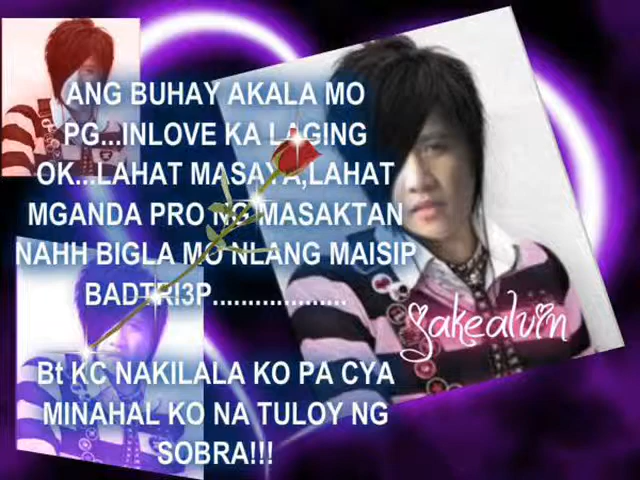 ANG BUHAY AKALA MO
PG...INLOVE KA LAGING
OK...LAHAT MASAYA,LAHAT
MGANDA PRO NG MASAKTAN
NAHH BIGLA MO NLANG MAISIP
BADTRI3P...................
Bt KC NAKILALA KO PA CYA
MINAHAL KO NA TULOY NG
SOBRA!!!
jakealvin